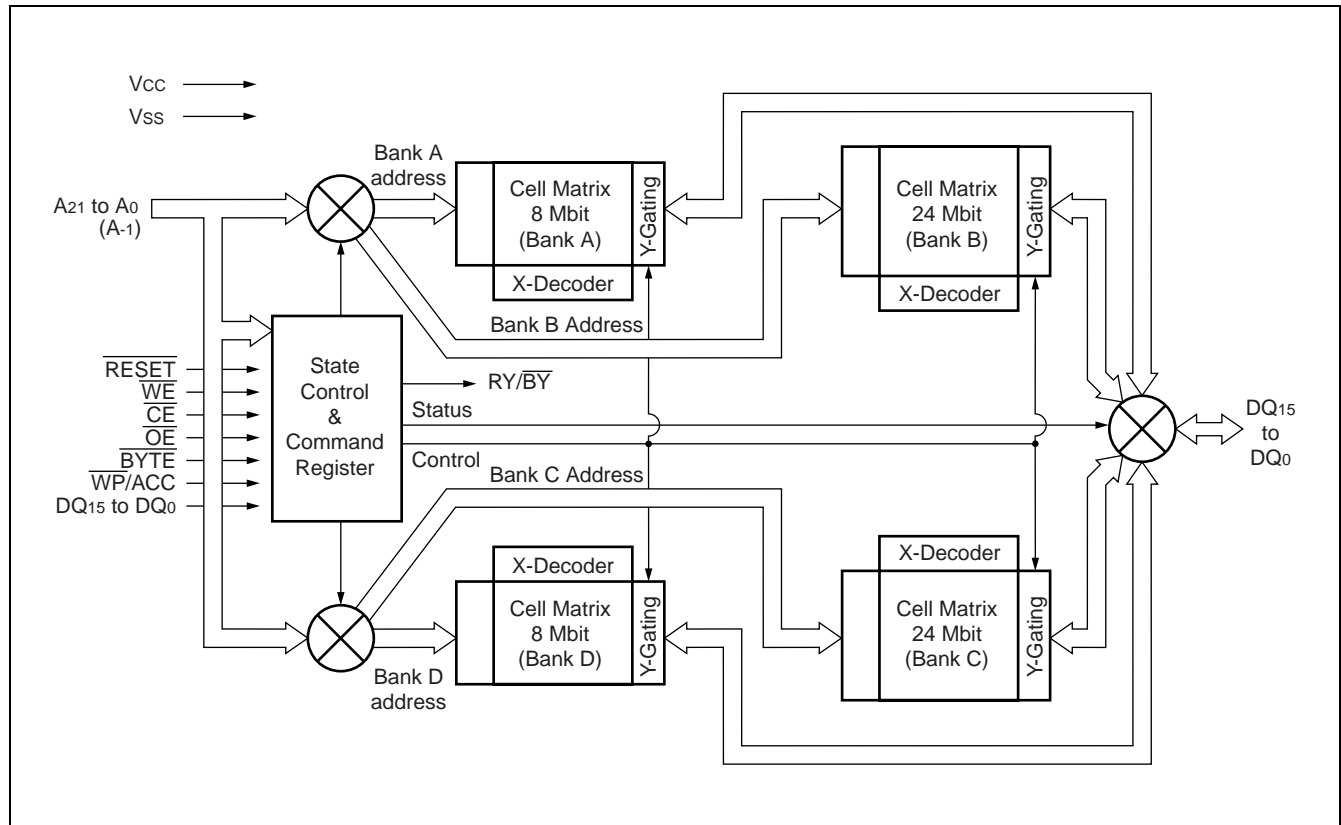 VCC
VSS
A21 to A0
(A-1)
Bank A
address
Cell Matrix
8 Mbit
(Bank A)
Y-Gating
X-Decoder
Cell Matrix
24 Mbit
(Bank B)
Y-Gating
X-Decoder
Bank B Address
RESET
WE
CE
OE
BYTE
WP/ACC
DQ15 to DQ0
State
Control
&
Command
Register
RY/BY
Status
Control
DQ15
to
DQ0
Bank C Address
X-Decoder
Cell Matrix
8 Mbit
(Bank D)
Y-Gating
Bank D
address
X-Decoder
Cell Matrix
24 Mbit
(Bank C)
Y-Gating